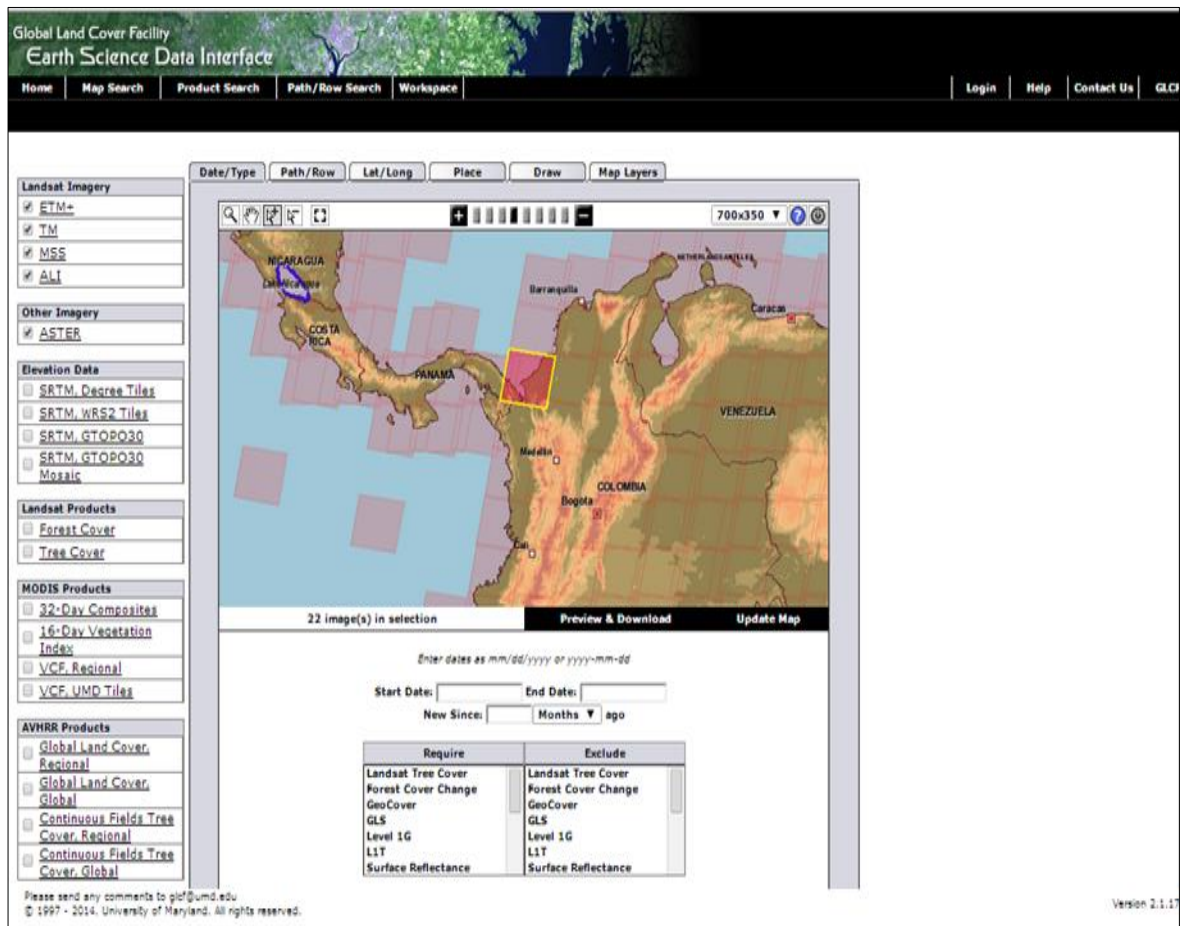 Global Land Cover Facility
Earth Science Data Interface
Home Map Search Product Search Path/Row Search Workspace Login Help Contact Us GLCF
Date/Type Path/Row Lat/Long Place Draw Map Layers
Landsat Imagery
ETM+
TM
MSS
ALI
Other Imagery
ASTER
Elevation Data
SRTM, Degree Tiles
SRTM, WRS2 Tiles
SRTM, GTOPO30
SRTM, GTOPO30
Mosaic
Landsat Products
Forest Cover
Tree Cover
MODIS Products
32-Day Composites
16-Day Vegetation
Index
VCF, Regional
VCF, UMD Tiles
AVHRR Products
Global Land Cover,
Regional
Global Land Cover,
Global
Continuous Fields Tree
Cover, Regional
Continuous Fields Tree
Cover, Global
700x350
NICARAGUA
Lake Nicaragua
COSTA
RICA
PANAMA
Barranquilla
NETHERLANDS ANTILLES
Caracas
VENEZUELA
Medellin
COLOMBIA
Bogota
Cali
22 image(s) in selection Preview & Download Update Map
Enter dates as mm/dd/yyyy or yyyy-mm-dd
Start Date: End Date:
New Since: Months ago
Require Exclude
Landsat Tree Cover Landsat Tree Cover
Forest Cover Change Forest Cover Change
GeoCover GeoCover
GLS GLS
Level 1G Level 1G
L1T L1T
Surface Reflectance Surface Reflectance
Please send any comments to glcf@umd.edu
© 1997 - 2014, University of Maryland. All rights reserved.
Version 2.1.17